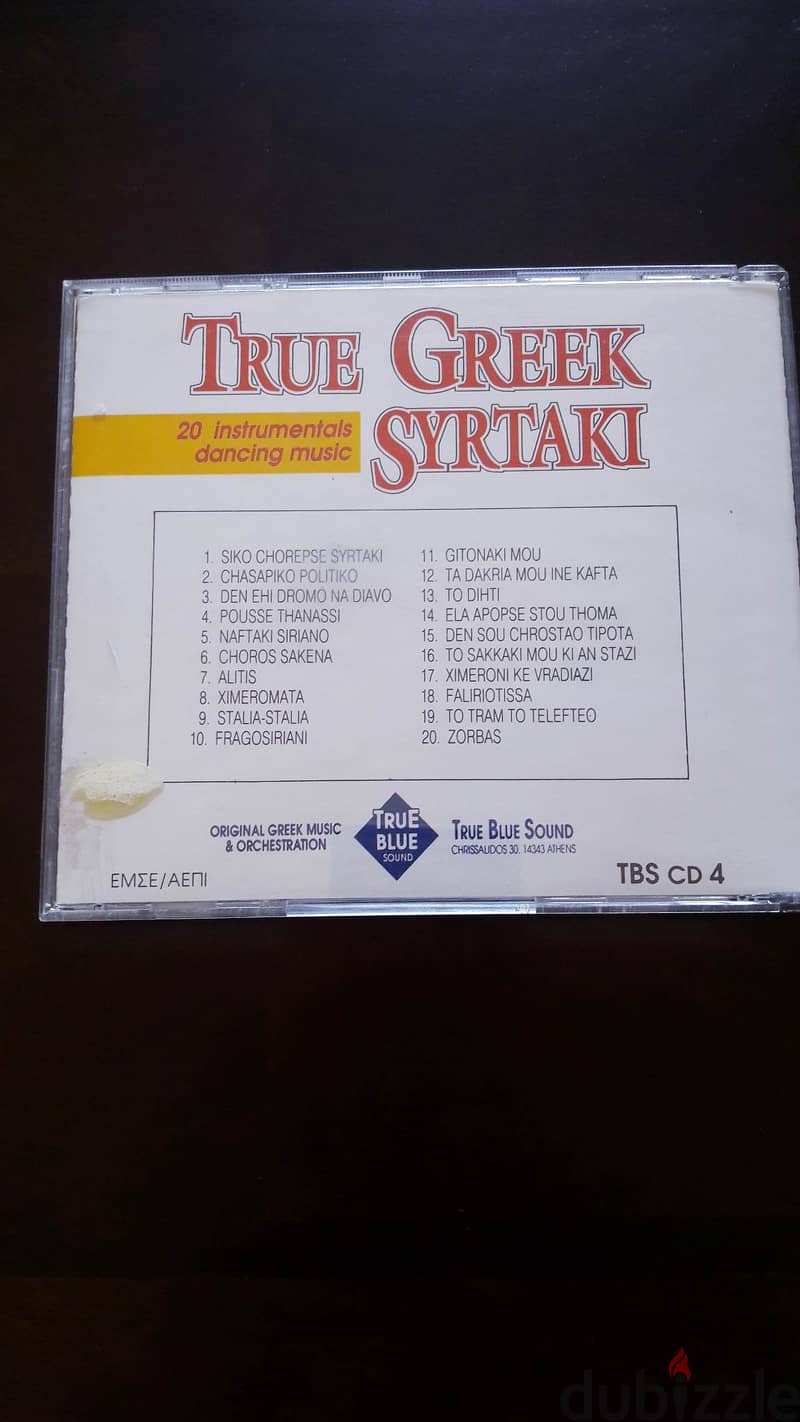 TRUE GREEK
SYRTAKI
20 instrumentals
dancing music
1. SIKO CHOREPSE SYRTAKI
2. CHASAPIKO POLITIKO
3. DEN EHI DROMO NA DIAVO
4. POUSSE THANASSI
5. NAFTAKI SIRIANO
6. CHOROS SAKENA
7. ALITIS
8. XIMEROMATA
9. STALIA-STALIA
10. FRAGOSIRIANI
11. GITONAKI MOU
12. TA DAKRIA MOU INE KAFTA
13. TO DIHTI
14. ELA APOPSE STOU THOMA
15. DEN SOU CHROSTAO TIPOTA
16. TO SAKKAKI MOU KI AN STAZI
17. XIMERONI KE VRADIAZI
18. FALIRIOTISSA
19. TO TRAM TO TELEFTEO
20. ZORBAS
ORIGINAL GREEK MUSIC
& ORCHESTRATION
TRUE
BLUE
SOUND
TRUE BLUE SOUND
CHRISSALIDOS 30, 14343 ATHENS
ΕΜΣΕ/ΑΕΠΙ
TBS CD 4
dubizzle